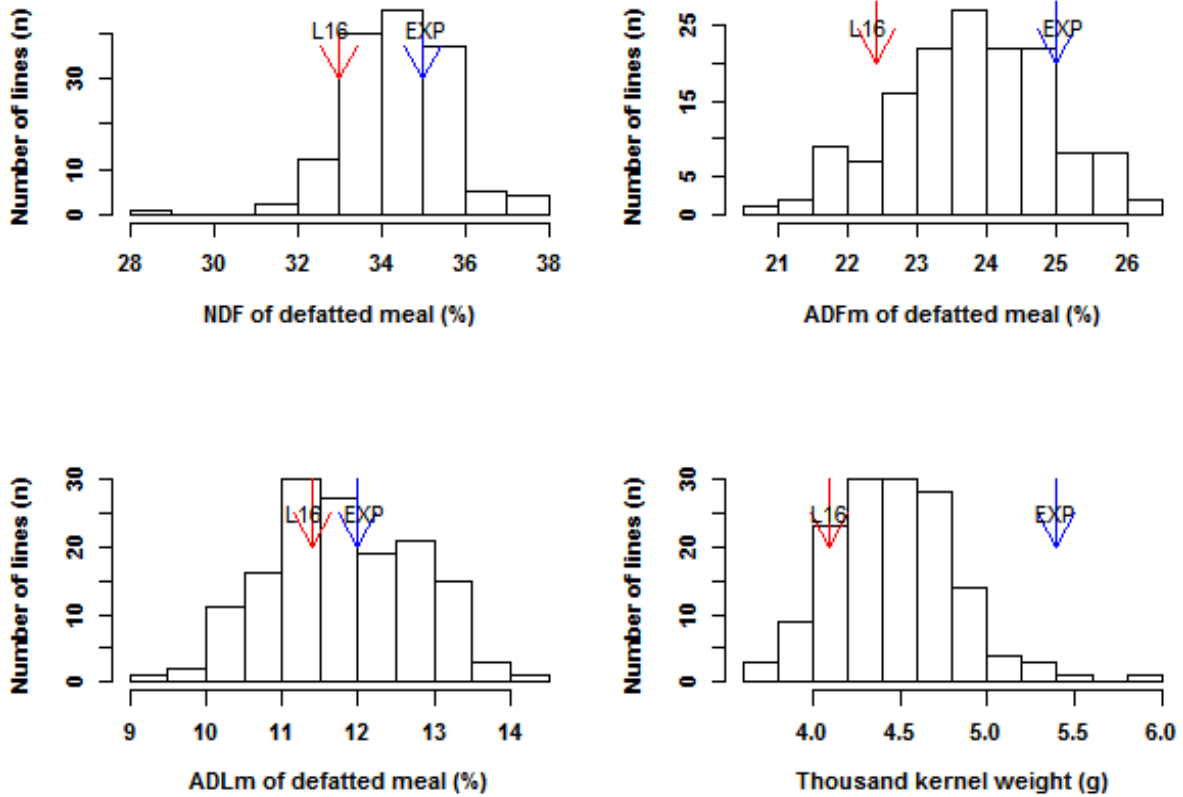 Number of lines (n)
30
10
0
L16
EXP
28
30
32
34
36
38
NDF of defatted meal (%)
Number of lines (n)
25
15
5
0
L16
EXP
21
22
23
24
25
26
ADFm of defatted meal (%)
Number of lines (n)
30
20
10
0
L16
EXP
9
10
11
12
13
14
ADLm of defatted meal (%)
Number of lines (n)
30
20
10
0
L16
EXP
4.0
4.5
5.0
5.5
6.0
Thousand kernel weight (g)